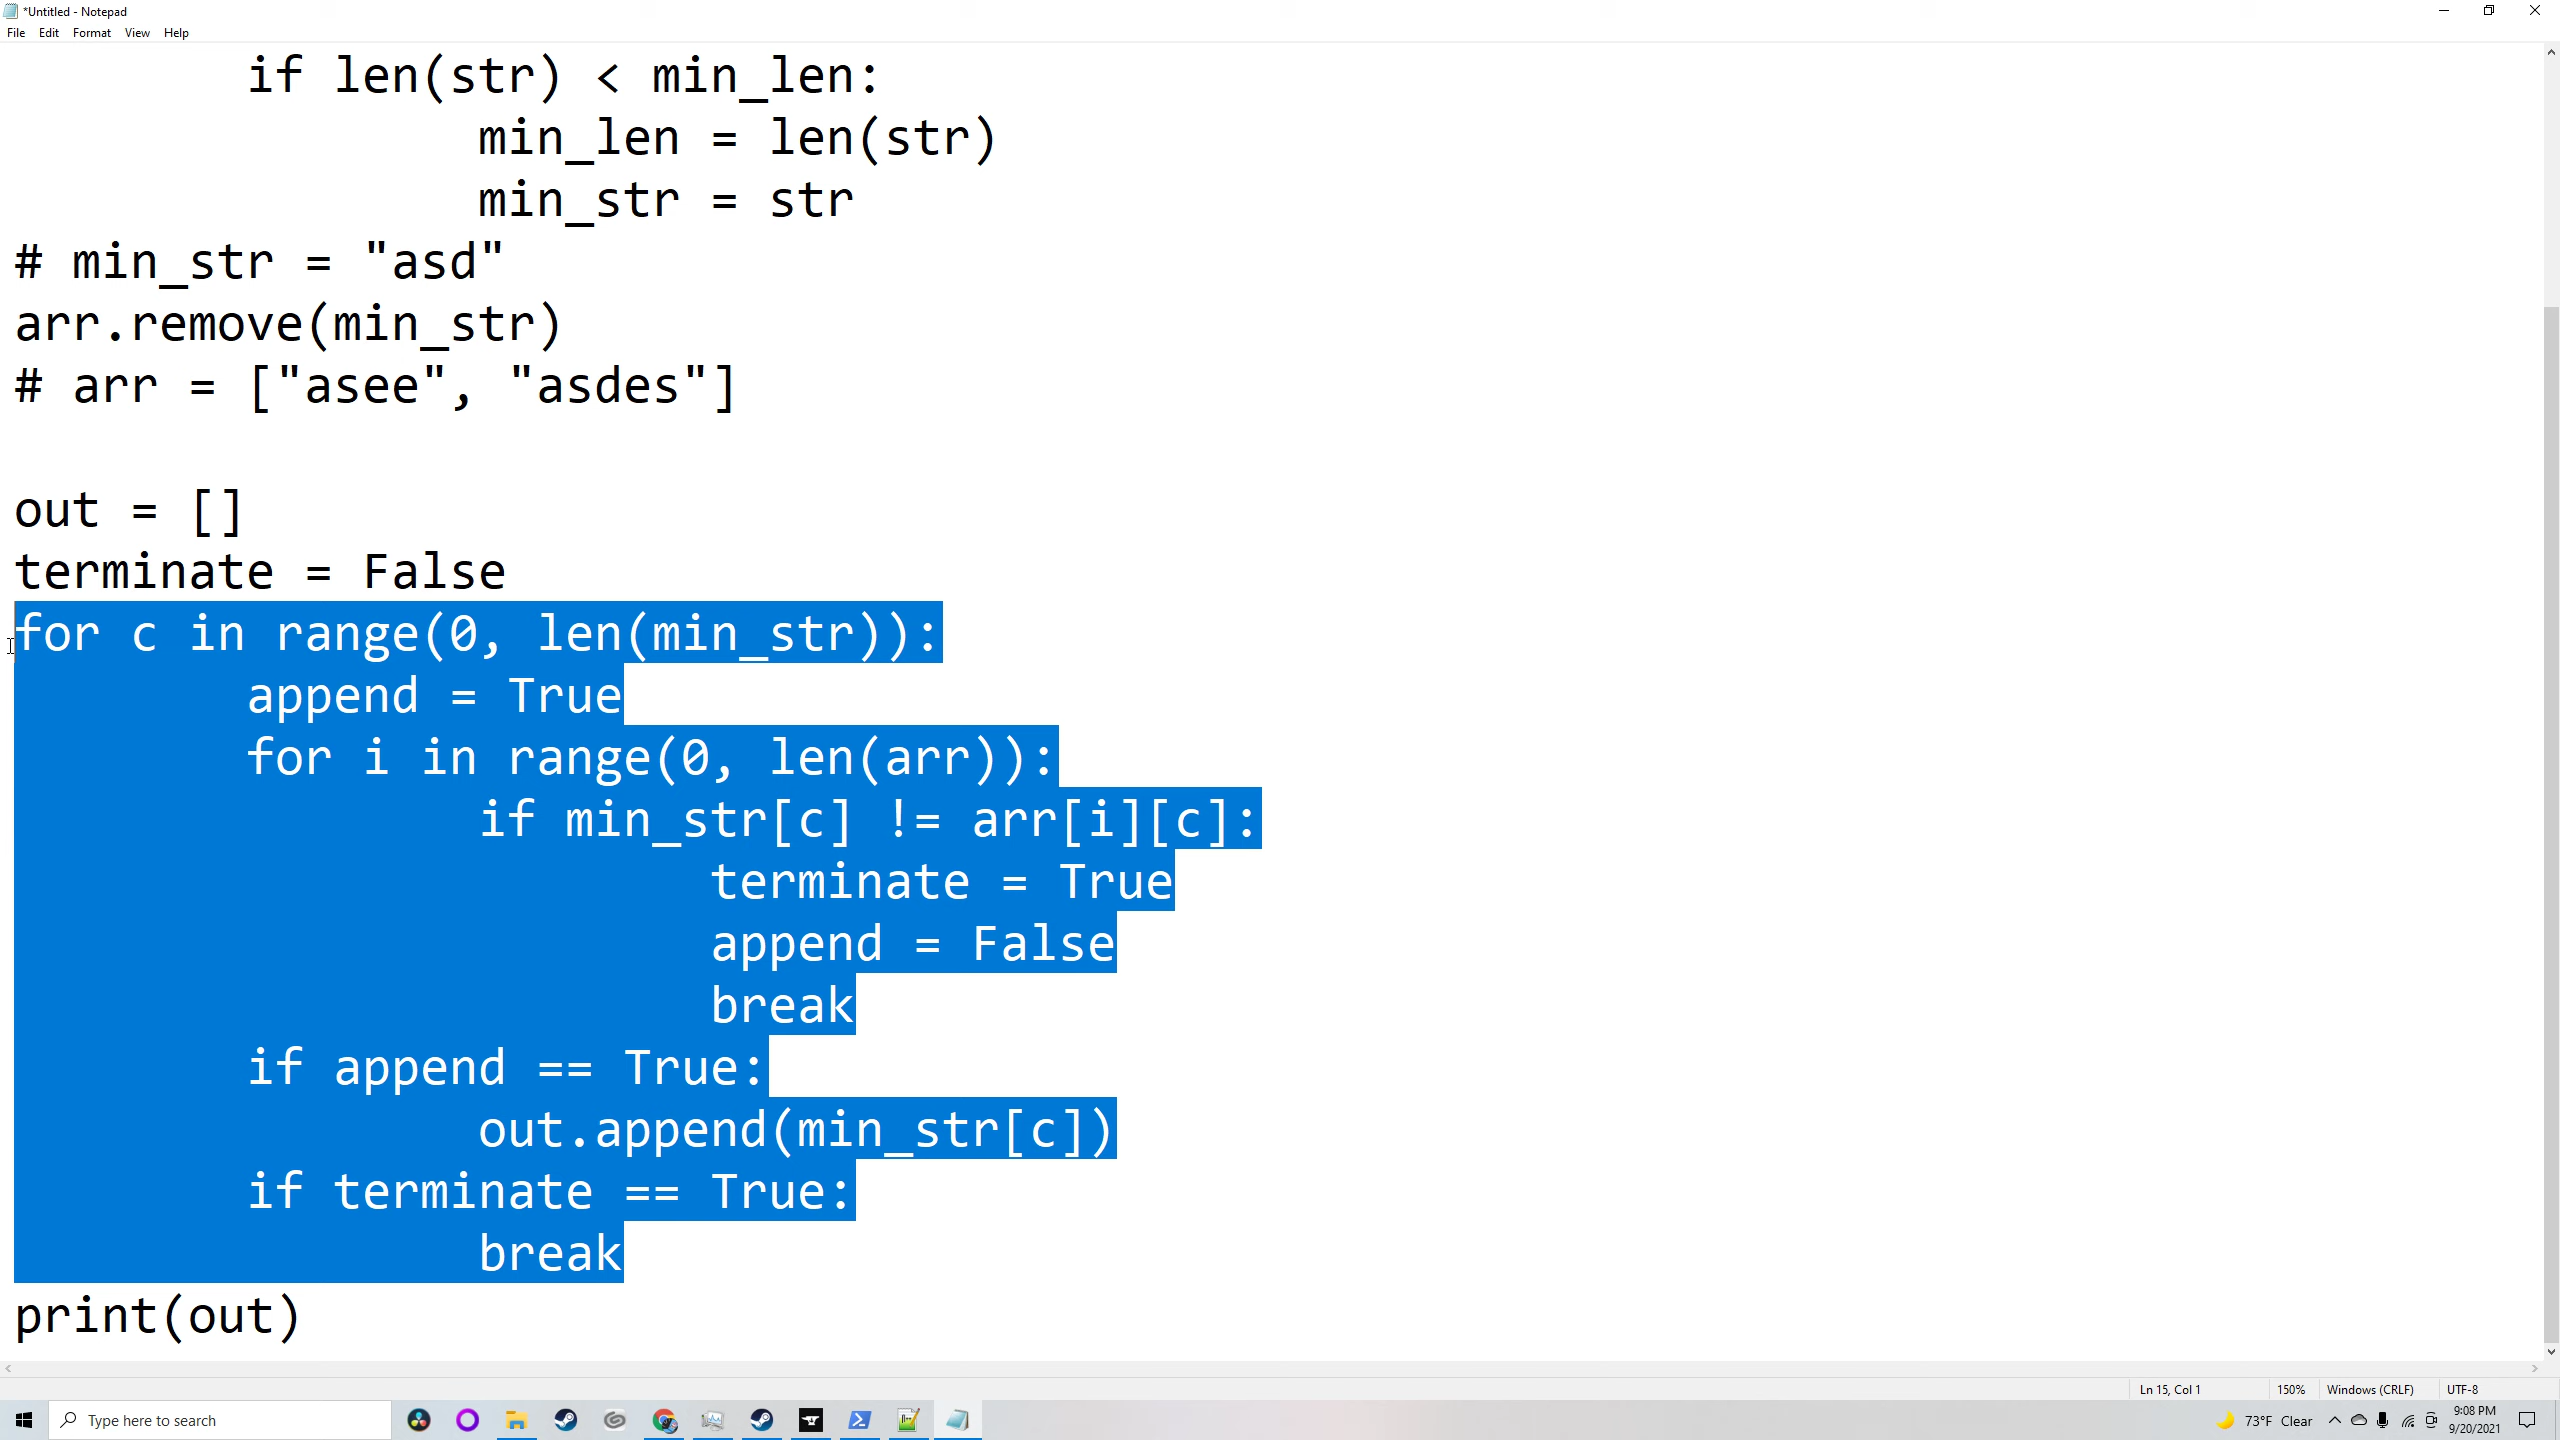 *Untitled - Notepad
File Edit Format View Help
if len(str) < min_len:
min_len = len(str)
min_str = str
# min_str = "asd"
arr.remove(min_str)
# arr = ["asee", "asdes"]
out = []
terminate = False
for c in range(0, len(min_str)):
append = True
for i in range(0, len(arr)):
if min_str[c] != arr[i][c]:
terminate = True
append = False
break
if append == True:
out.append(min_str[c])
if terminate == True:
break
print(out)
Ln 15, Col 1 150% Windows (CRLF) UTF-8
Type here to search
73°F Clear
9:08 PM
9/20/2021